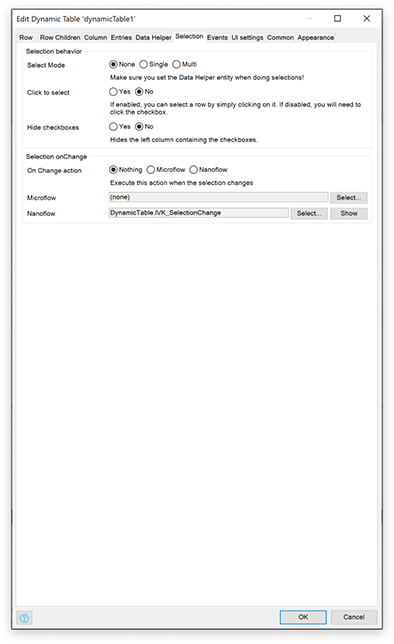 Edit Dynamic Table 'dynamicTable1'
Row Row Children Column Entries Data Helper Selection Events UI settings Common Appearance
Selection behavior
Select Mode None Single Multi
Make sure you set the Data Helper entity when doing selections!
Click to select Yes No
If enabled, you can select a row by simply clicking on it. If disabled, you will need to
click the checkbox.
Hide checkboxes Yes No
Hides the left column containing the checkboxes.
Selection onChange
On Change action Nothing Microflow Nanoflow
Execute this action when the selection changes
Microflow (none) Select...
Nanoflow DynamicTable.IVK_SelectionChange Select... Show
? OK Cancel